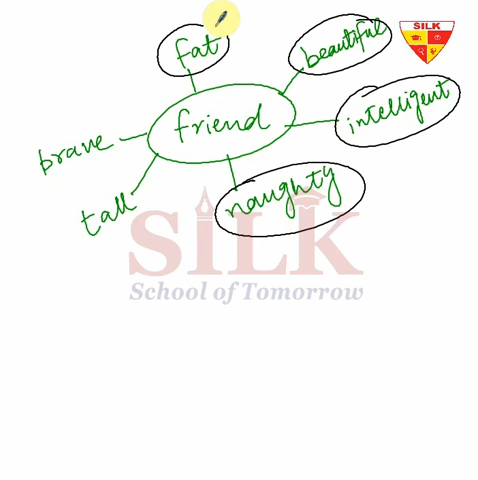 SILK
fat
beautiful
friend
intelligent
brave
tall
naughty
SILK
School of Tomorrow